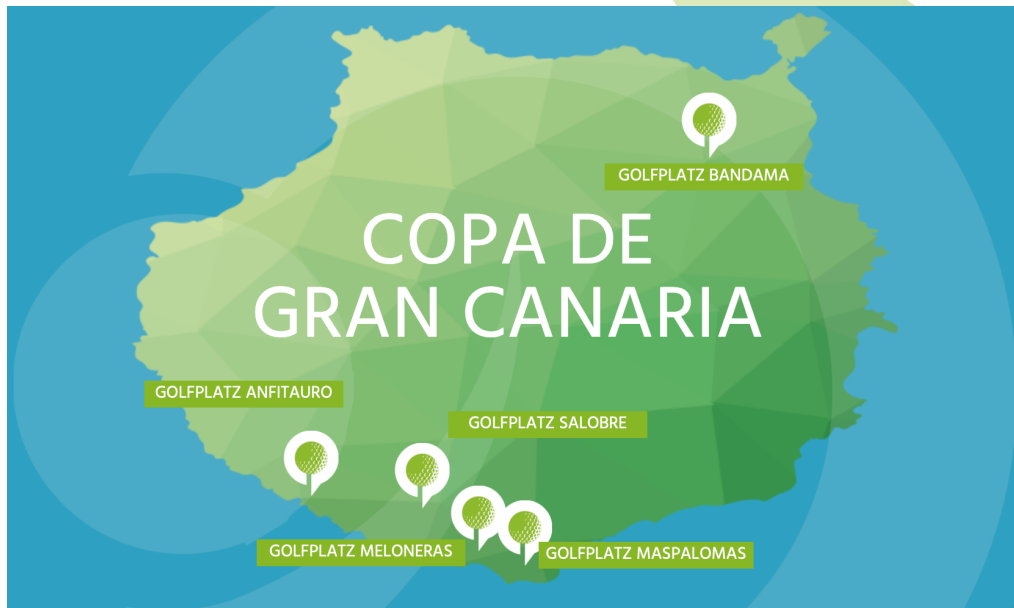 GOLFPLATZ BANDAMA
COPA DE
GRAN CANARIA
GOLFPLATZ ANFITAURO
GOLFPLATZ SALOBRE
GOLFPLATZ MELONERAS
GOLFPLATZ MASPALOMAS